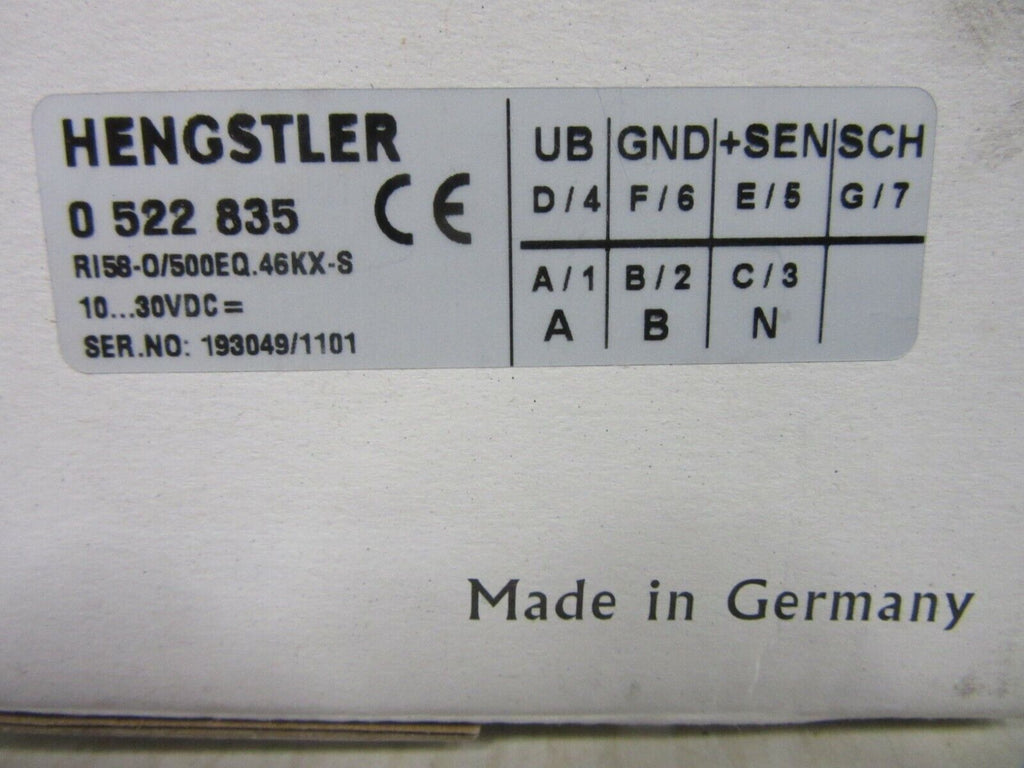 HENGSTLER
0 522 835 CE
RI58-O/500EQ.46KX-S
10...30VDC=
SER.NO: 193049/1101
UB GND +SEN SCH
D/4 F/6 E/5 G/7
A/1 B/2 C/3
A B N
Made in Germany